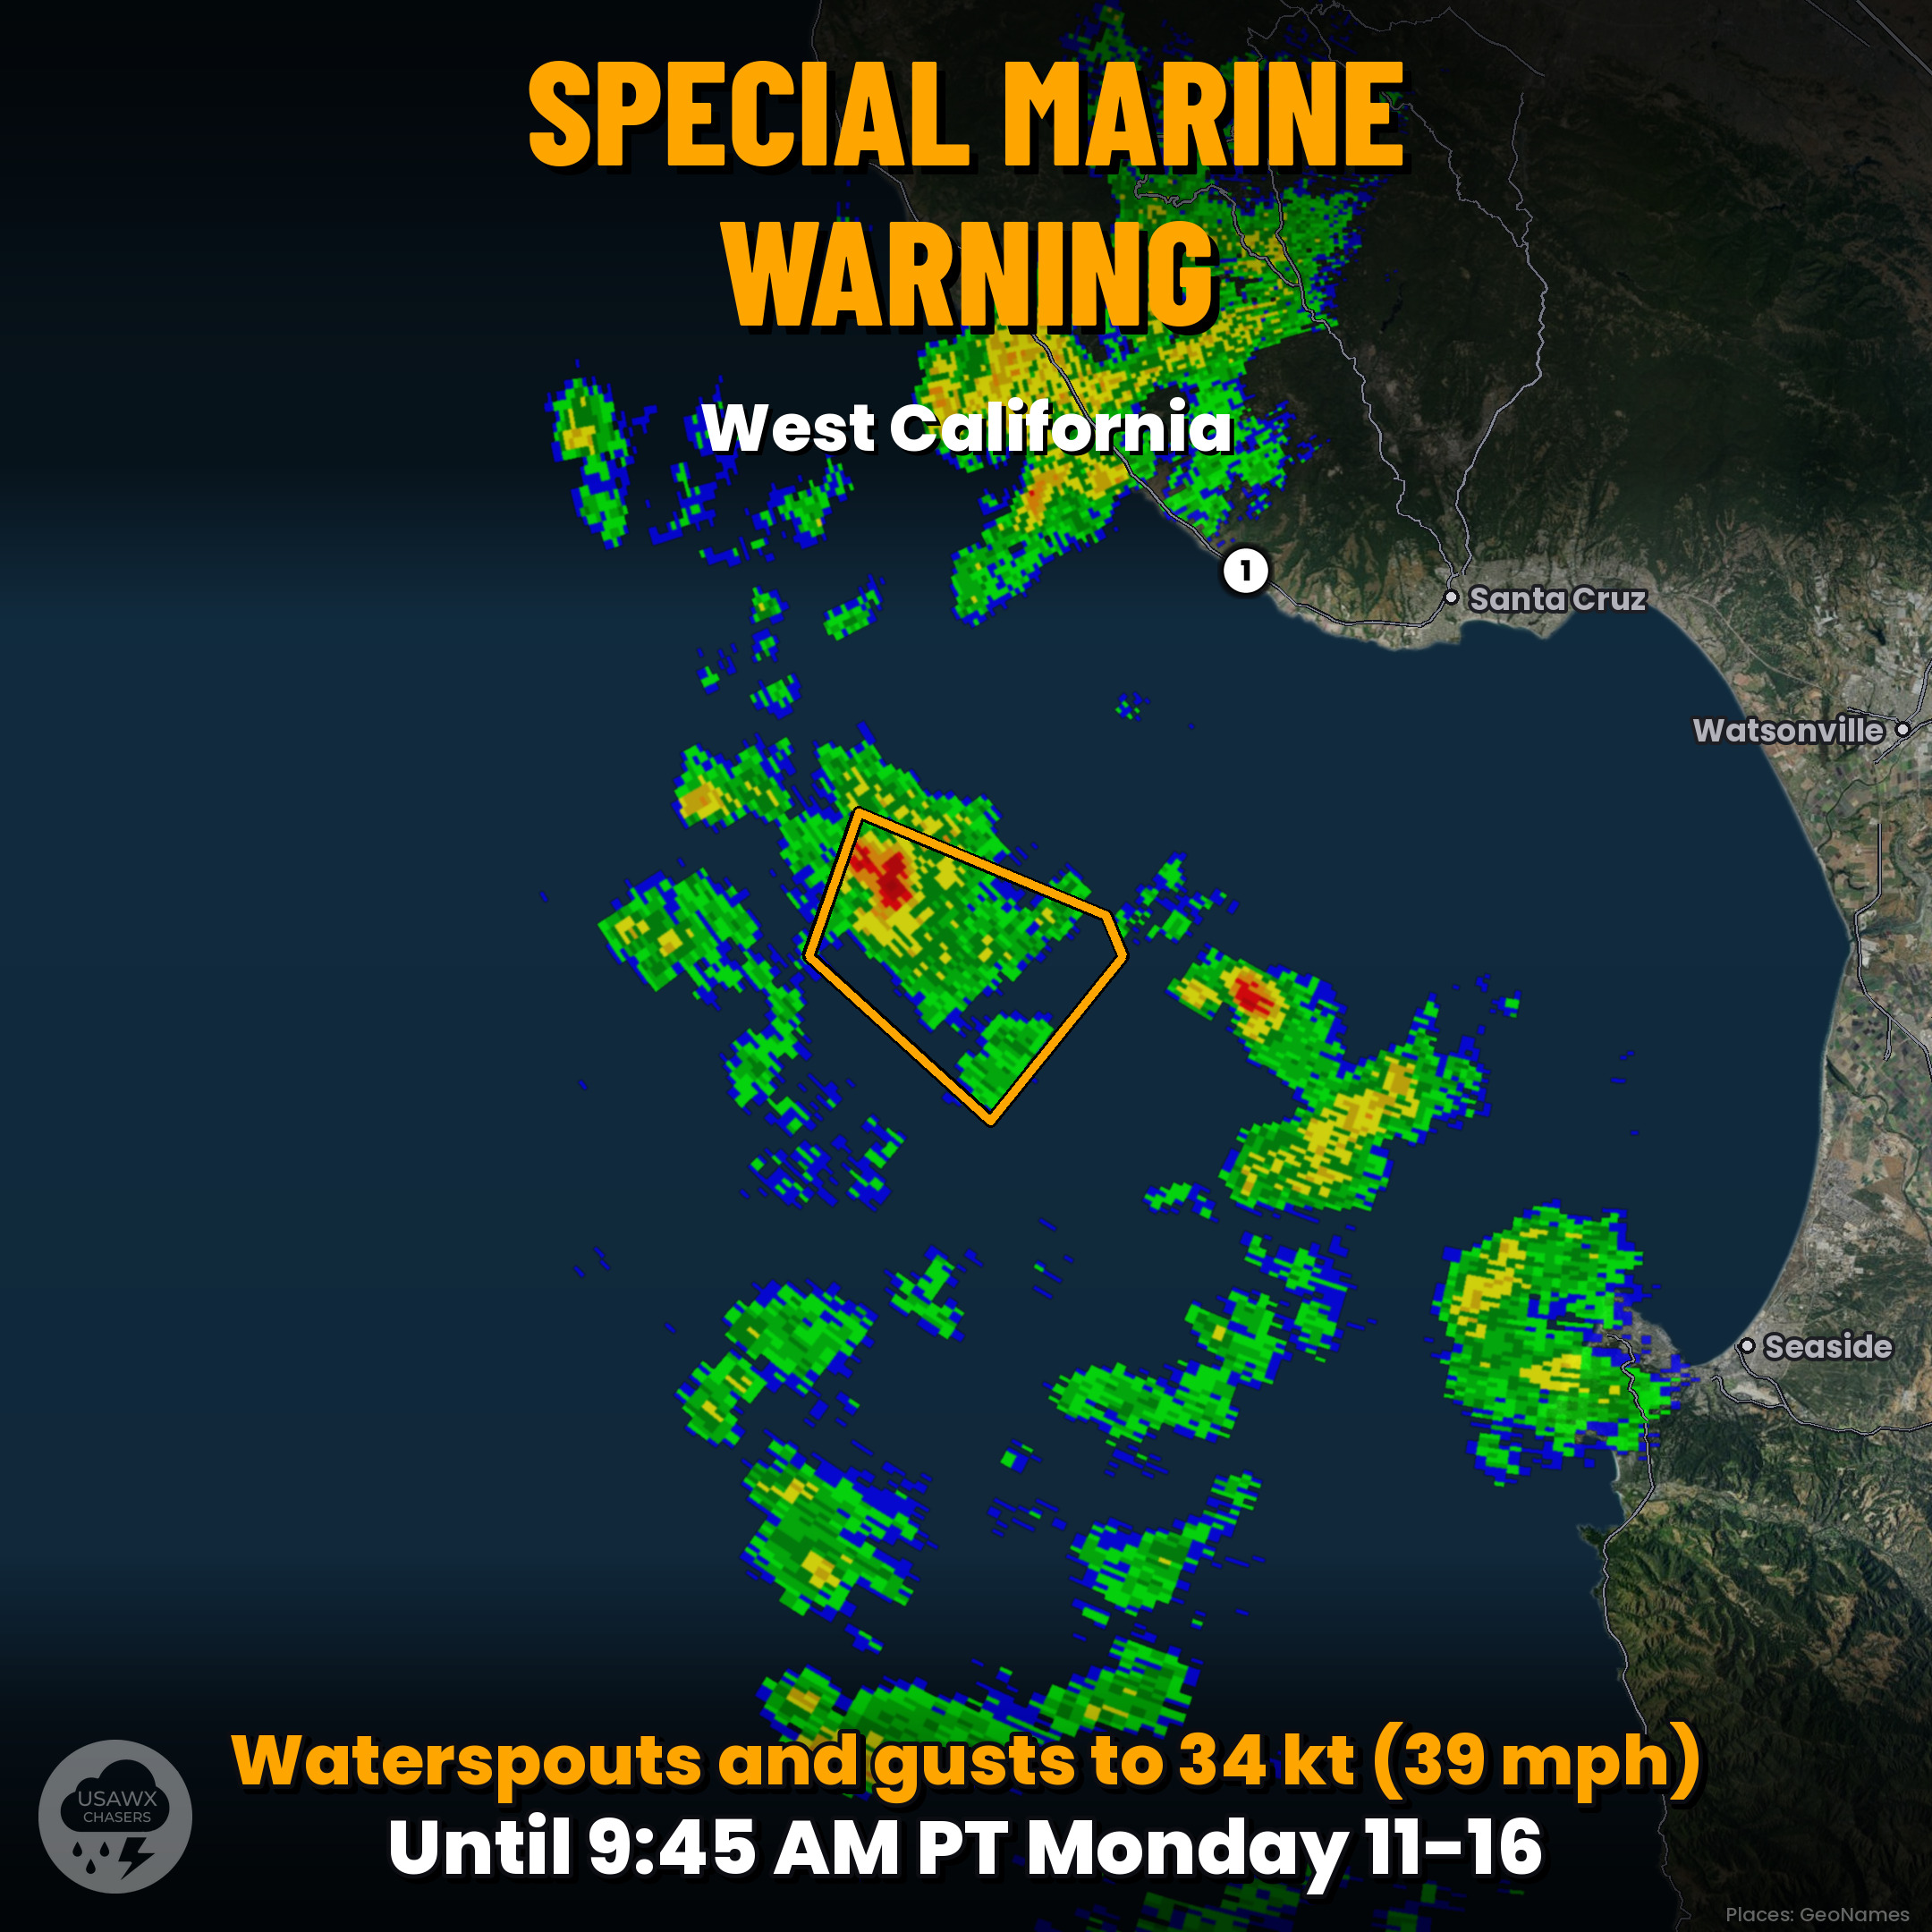 SPECIAL MARINE
WARNING
West California
1
Santa Cruz
Watsonville
Seaside
Waterspouts and gusts to 34 kt (39 mph)
Until 9:45 AM PT Monday 11-16
USAWX
CHASERS
Places: GeoNames